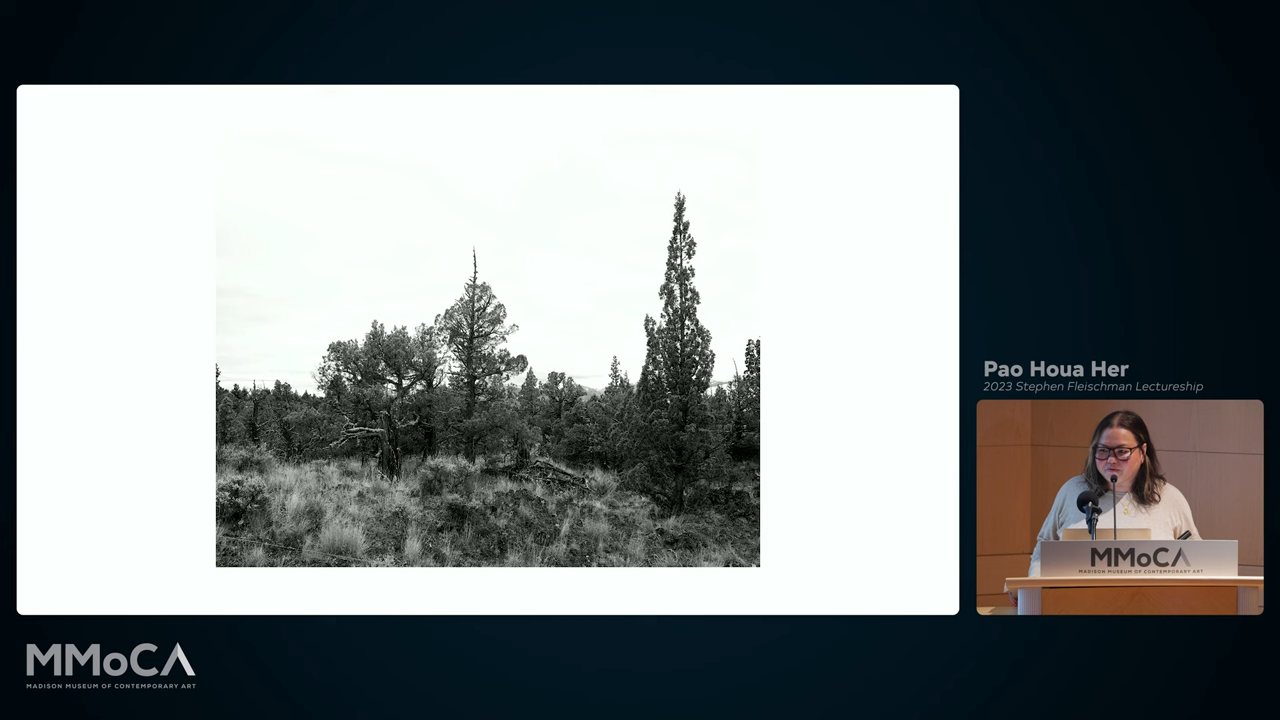 Pao Houa Her
2023 Stephen Fleischman Lectureship
MMoCA
MADISON MUSEUM OF CONTEMPORARY ART
MMoCA
MADISON MUSEUM OF CONTEMPORARY ART